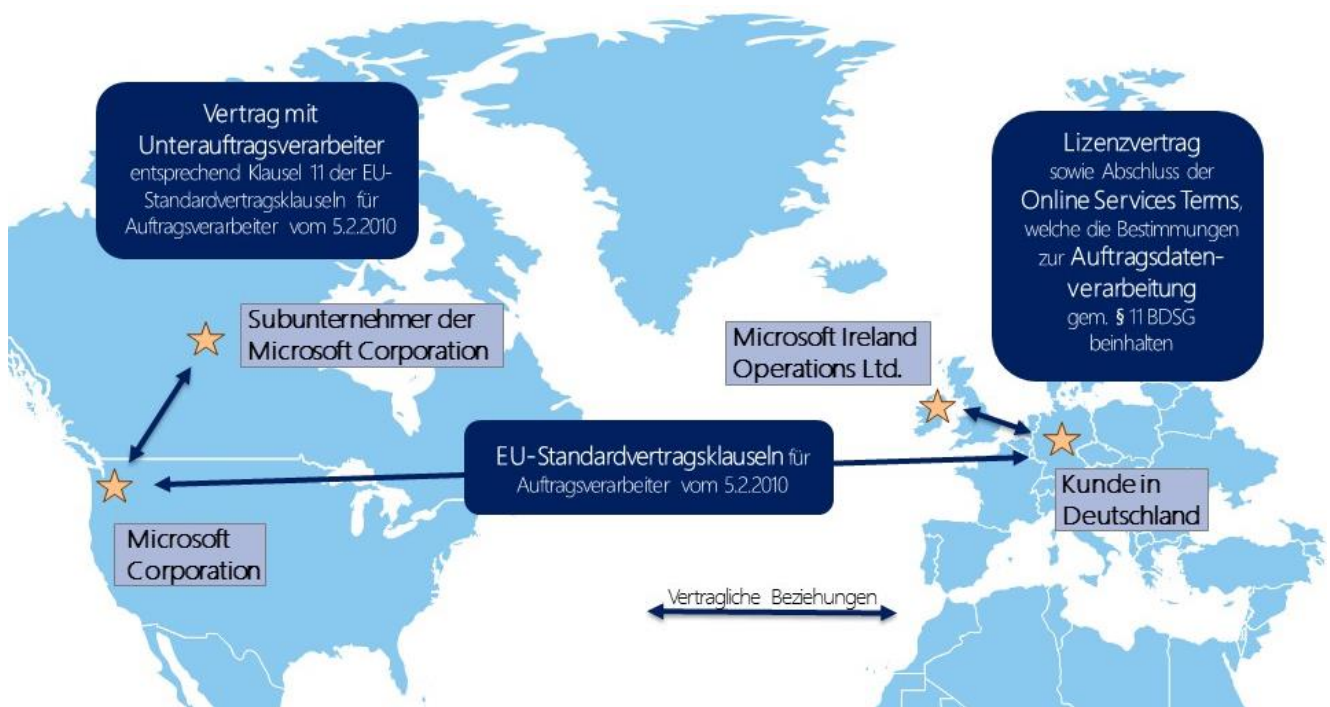 Vertrag mit
Unterauftragsverarbeiter
entsprechend Klausel 11 der EU-
Standardvertragsklauseln für
Auftragsverarbeiter vom 5.2.2010
Lizenzvertrag
sowie Abschluss der
Online Services Terms,
welche die Bestimmungen
zur Auftragsdaten-
verarbeitung
gem. § 11 BDSG
beinhalten
Subunternehmer der
Microsoft Corporation
Microsoft Ireland
Operations Ltd.
EU-Standardvertragsklauseln für
Auftragsverarbeiter vom 5.2.2010
Kunde in
Deutschland
Microsoft
Corporation
Vertragliche Beziehungen